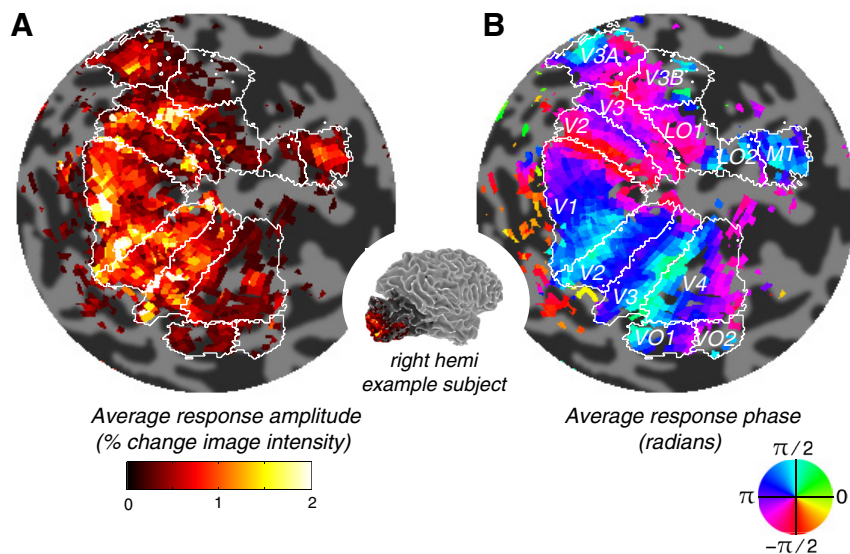 A
B
V3A
V3B
V3
V2
LO1
LO2
MT
V1
V2
V3
V4
VO1
VO2
right hemi
example subject
Average response amplitude
(% change image intensity)
0
1
2
Average response phase
(radians)
π/2
π
0
−π/2